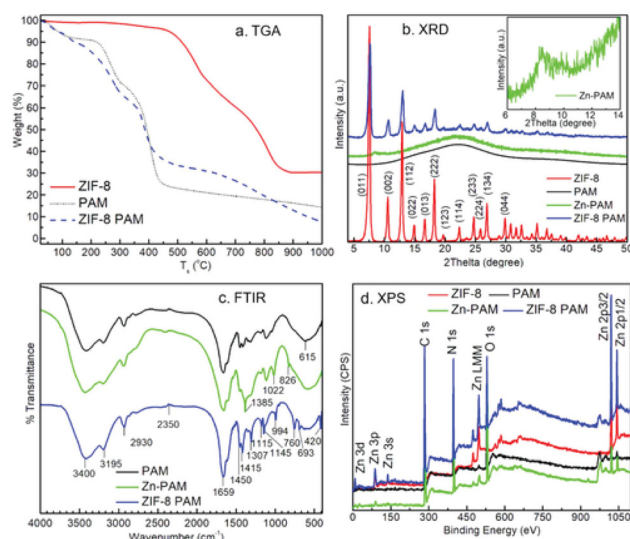 a. TGA
Weight (%)
100
90
80
70
60
50
40
30
20
10
0
ZIF-8
PAM
ZIF-8 PAM
200
400
600
800
1000
Tₛ (°C)
b. XRD
Intensity (a.u.)
Intensity (a.u.)
Zn-PAM
6
8
10
12
14
2Thelta (degree)
(011)
(002)
(112)
(022)
(013)
(222)
(123)
(114)
(233)
(224)
(134)
(044)
ZIF-8
PAM
Zn-PAM
ZIF-8 PAM
5
10
15
20
25
30
35
40
45
50
2Thelta (degree)
c. FTIR
% Transmittance
615
826
1022
1385
3400
3195
2930
2350
1659
1450
1415
1307
1145
1115
994
760
693
420
PAM
Zn-PAM
ZIF-8 PAM
4000
3500
3000
2500
2000
1500
1000
500
Wavenumber (cm⁻¹)
d. XPS
Intensity (CPS)
ZIF-8
PAM
Zn-PAM
ZIF-8 PAM
Zn 3d
Zn 3p
Zn 3s
C 1s
N 1s
Zn LMM
O 1s
Zn 2p3/2
Zn 2p1/2
0
150
300
450
600
750
900
1050
Binding energy (eV)